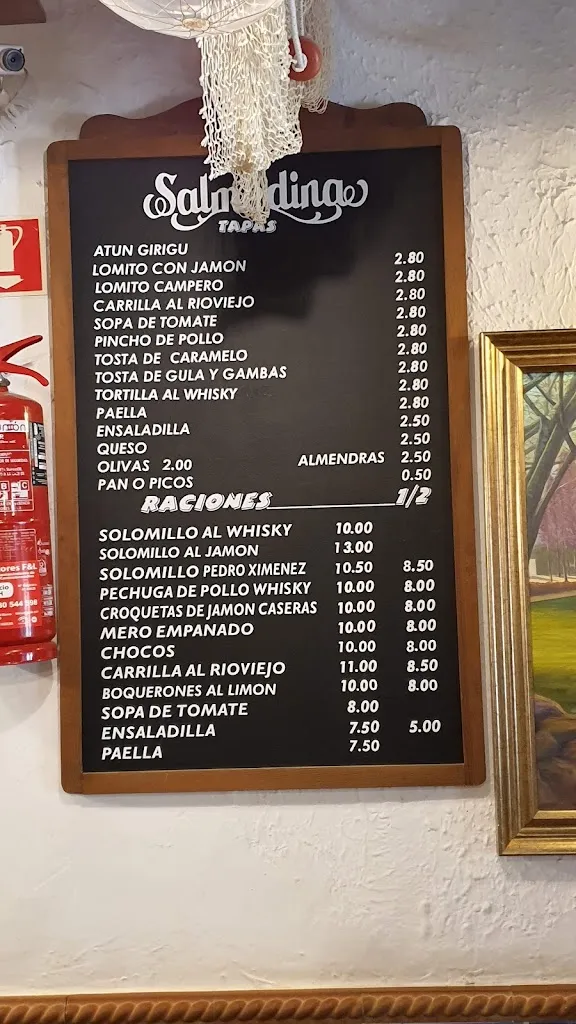 Salmedina
TAPAS
ATUN GIRIGU
LOMITO CON JAMON 2.80
LOMITO CAMPERO 2.80
CARRILLA AL RIOVIEJO 2.80
SOPA DE TOMATE 2.80
PINCHO DE POLLO 2.80
TOSTA DE CARAMELO 2.80
TOSTA DE GULA Y GAMBAS 2.80
TORTILLA AL WHISKY 2.80
PAELLA 2.80
ENSALADILLA 2.50
QUESO 2.50
OLIVAS 2.00 ALMENDRAS 2.50
PAN O PICOS 0.50
RACIONES 1/2
SOLOMILLO AL WHISKY 10.00
SOLOMILLO AL JAMON 13.00
SOLOMILLO PEDRO XIMENEZ 10.50 8.50
PECHUGA DE POLLO WHISKY 10.00 8.00
CROQUETAS DE JAMON CASERAS 10.00 8.00
MERO EMPANADO 10.00 8.00
CHOCOS 10.00 8.00
CARRILLA AL RIOVIEJO 11.00 8.50
BOQUERONES AL LIMON 10.00 8.00
SOPA DE TOMATE 8.00
ENSALADILLA 7.50 5.00
PAELLA 7.50